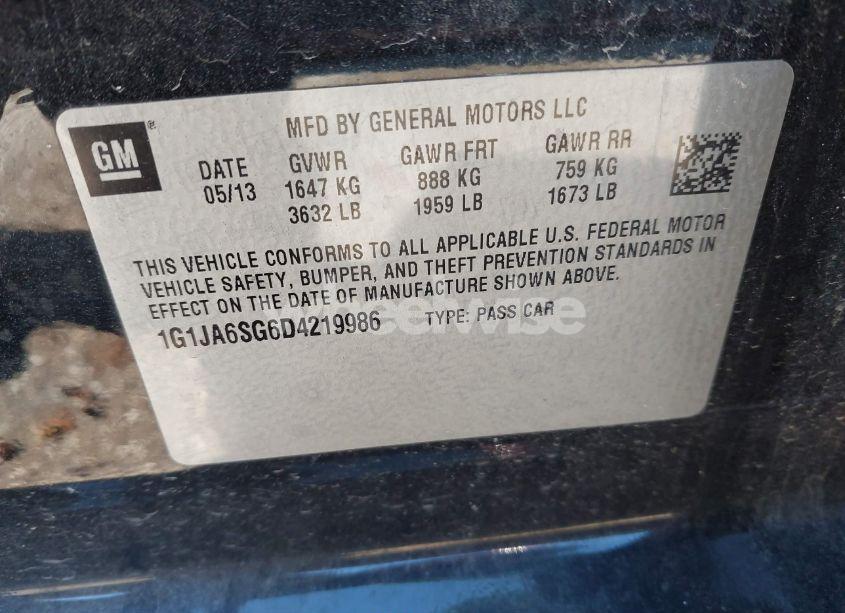 GM®
MFD BY GENERAL MOTORS LLC
DATE GVWR GAWR FRT GAWR RR
05/13 1647 KG 888 KG 759 KG
3632 LB 1959 LB 1673 LB
THIS VEHICLE CONFORMS TO ALL APPLICABLE U.S. FEDERAL MOTOR
VEHICLE SAFETY, BUMPER, AND THEFT PREVENTION STANDARDS IN
EFFECT ON THE DATE OF MANUFACTURE SHOWN ABOVE.
1G1JA6SG6D4219986 TYPE: PASS CAR
wheelwise